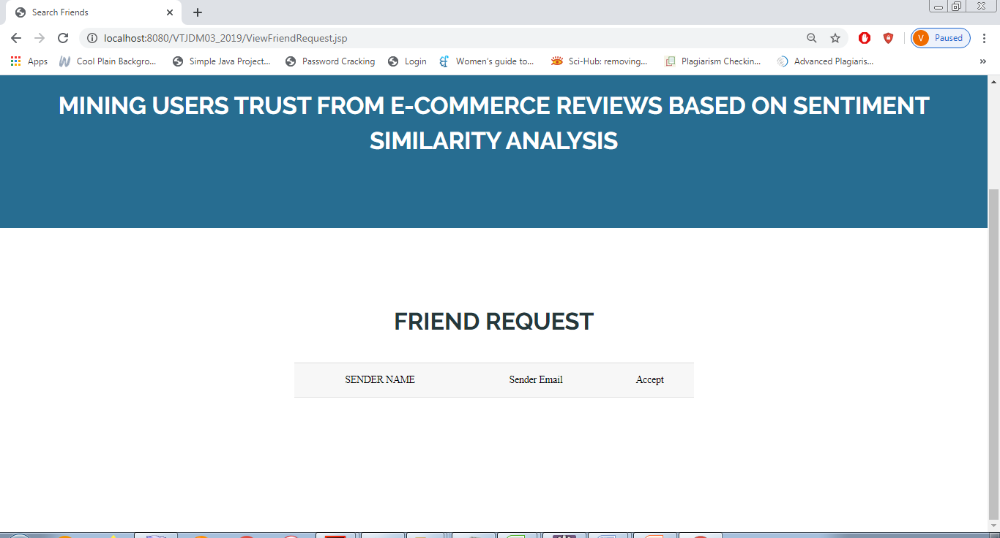 Search Friends
localhost:8080/VTJDM03_2019/ViewFriendRequest.jsp
V Paused
Apps Cool Plain Backgro... Simple Java Project... Password Cracking Login Women's guide to... Sci-Hub: removing... Plagiarism Checkin... Advanced Plagiaris... »
MINING USERS TRUST FROM E-COMMERCE REVIEWS BASED ON SENTIMENT
SIMILARITY ANALYSIS
FRIEND REQUEST
SENDER NAME Sender Email Accept